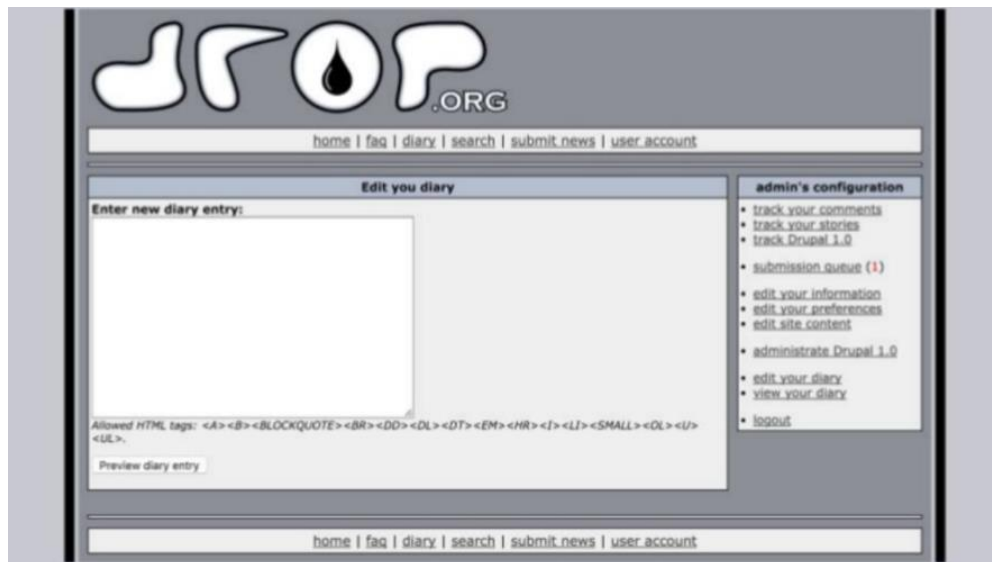 drop.ORG
home | faq | diary | search | submit news | user account
Edit you diary
Enter new diary entry:
Allowed HTML tags: <A><B><BLOCKQUOTE><BR><DD><DL><DT><EM><HR><I><LI><SMALL><OL><U>
<UL>.
Preview diary entry
admin's configuration
• track your comments
• track your stories
• track Drupal 1.0
• submission queue (1)
• edit your information
• edit your preferences
• edit site content
• administrate Drupal 1.0
• edit your diary
• view your diary
• logout
home | faq | diary | search | submit news | user account